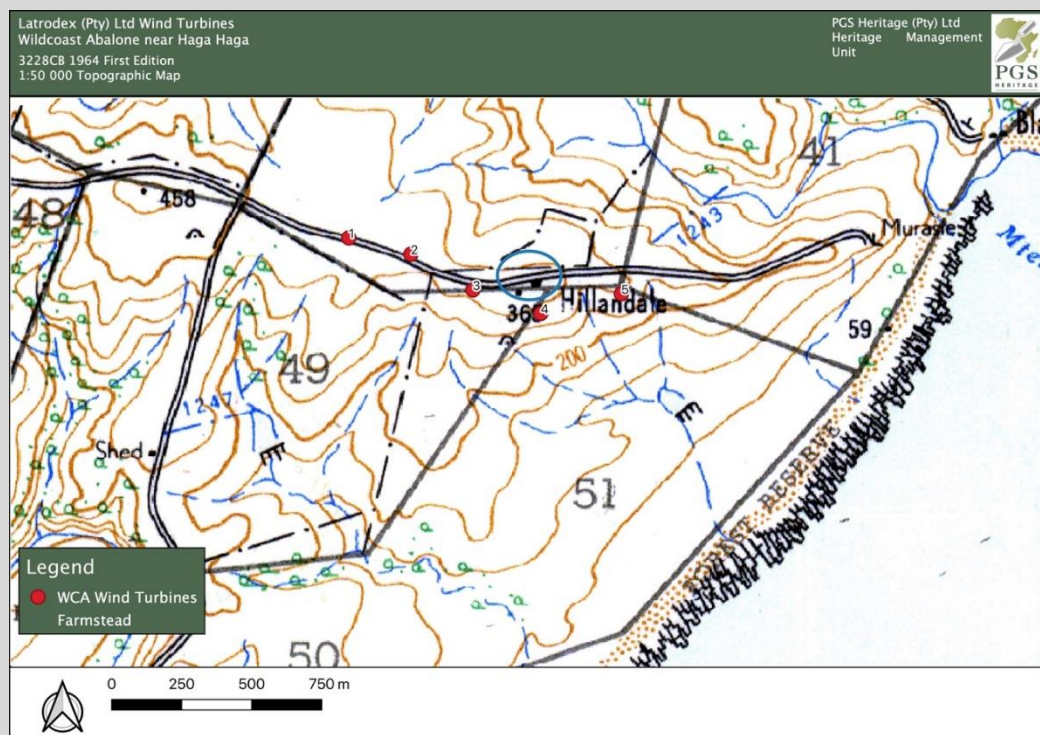 Latrodex (Pty) Ltd Wind Turbines
Wildcoast Abalone near Haga Haga
3228CB 1964 First Edition
1:50 000 Topographic Map
PGS Heritage (Pty) Ltd
Heritage Management
Unit
PGS
HERITAGE
41
48
458
1243
Murasie
1
2
3
5
Hillandale
4
59
200
49
1247
Shed
51
50
Legend
WCA Wind Turbines
Farmstead
0 250 500 750 m